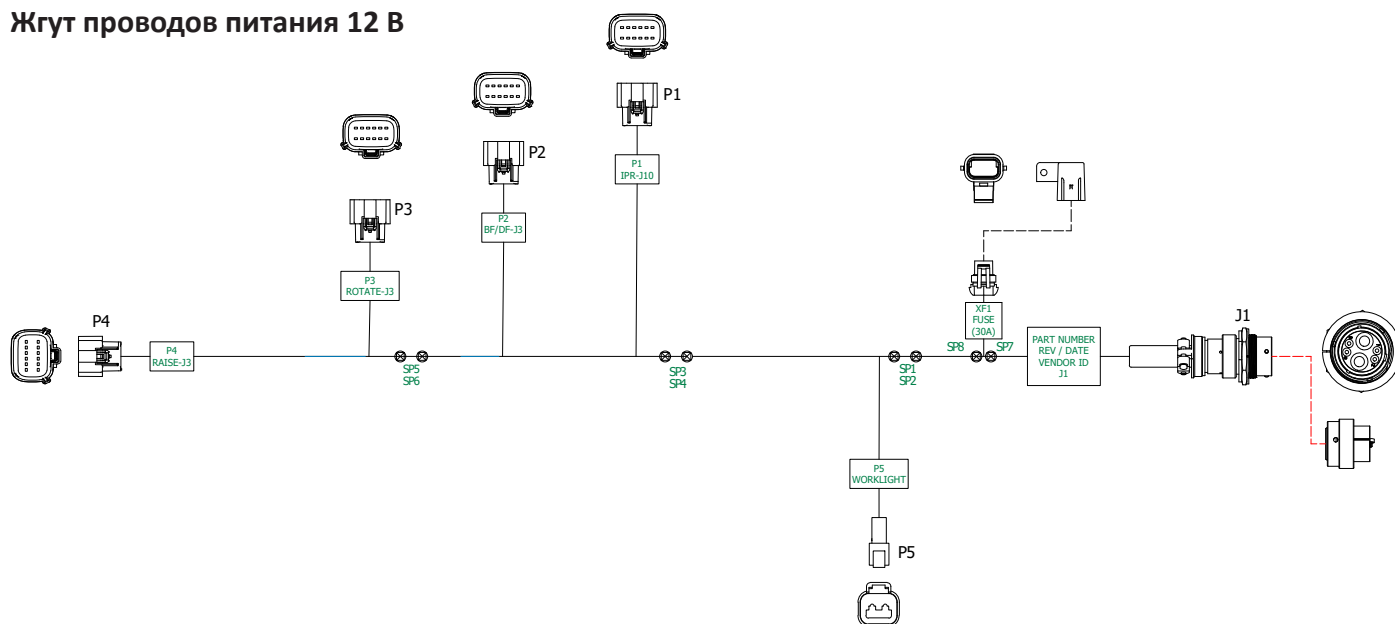 Жгут проводов питания 12 В
P1
P1
IPR-J10
P2
P2
BF/DF-J3
P3
P3
ROTATE-J3
P4
P4
RAISE-J3
SP5
SP6
SP3
SP4
SP1
SP2
SP8
SP7
XF1
FUSE
(30A)
PART NUMBER
REV / DATE
VENDOR ID
J1
J1
P5
WORKLIGHT
P5